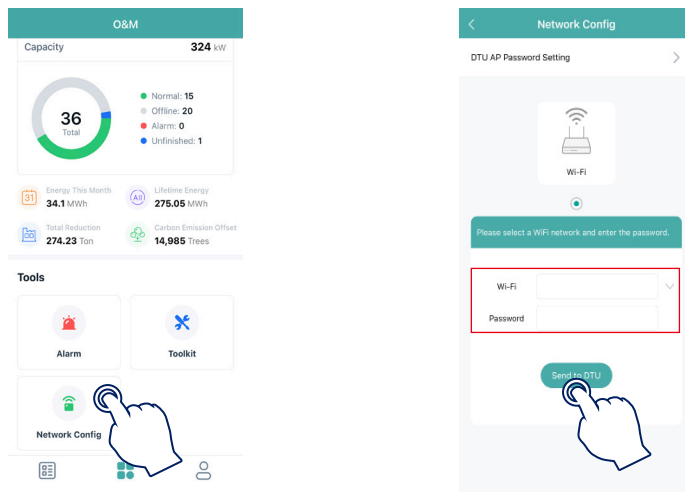 O&M
Capacity 324 kW
36
Total
Normal: 15
Offline: 20
Alarm: 0
Unfinished: 1
31 Energy This Month
34.1 MWh
All Lifetime Energy
275.05 MWh
Total Reduction
274.23 Ton
Carbon Emission Offset
14,985 Trees
Tools
Alarm
Toolkit
Network Config
Network Config
DTU AP Password Setting
Wi-Fi
Please select a WiFi network and enter the password.
Wi-Fi
Password
Send to DTU